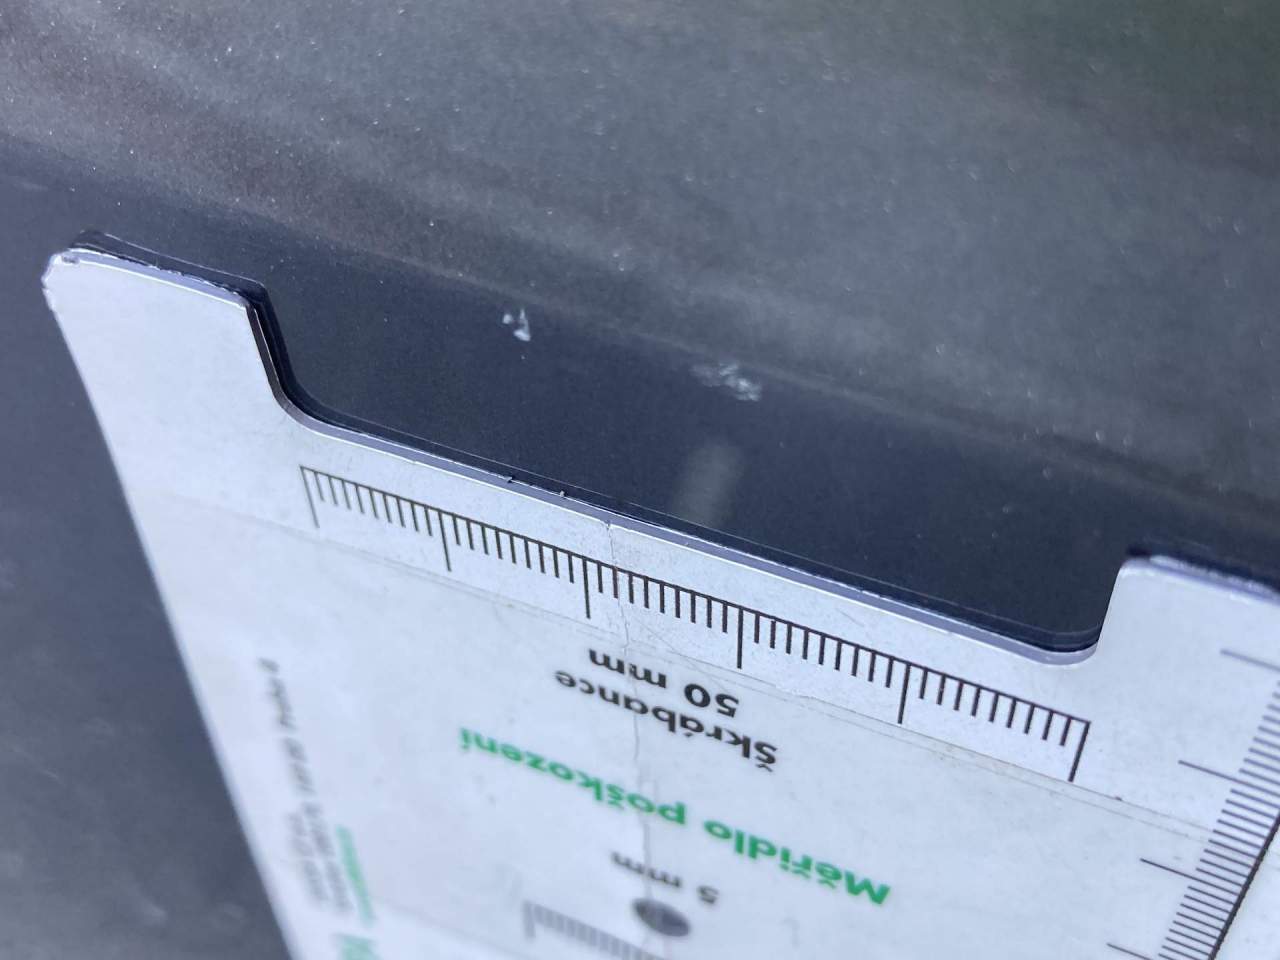 Měřidlo poškození
Škrábance
50 mm
5 mm